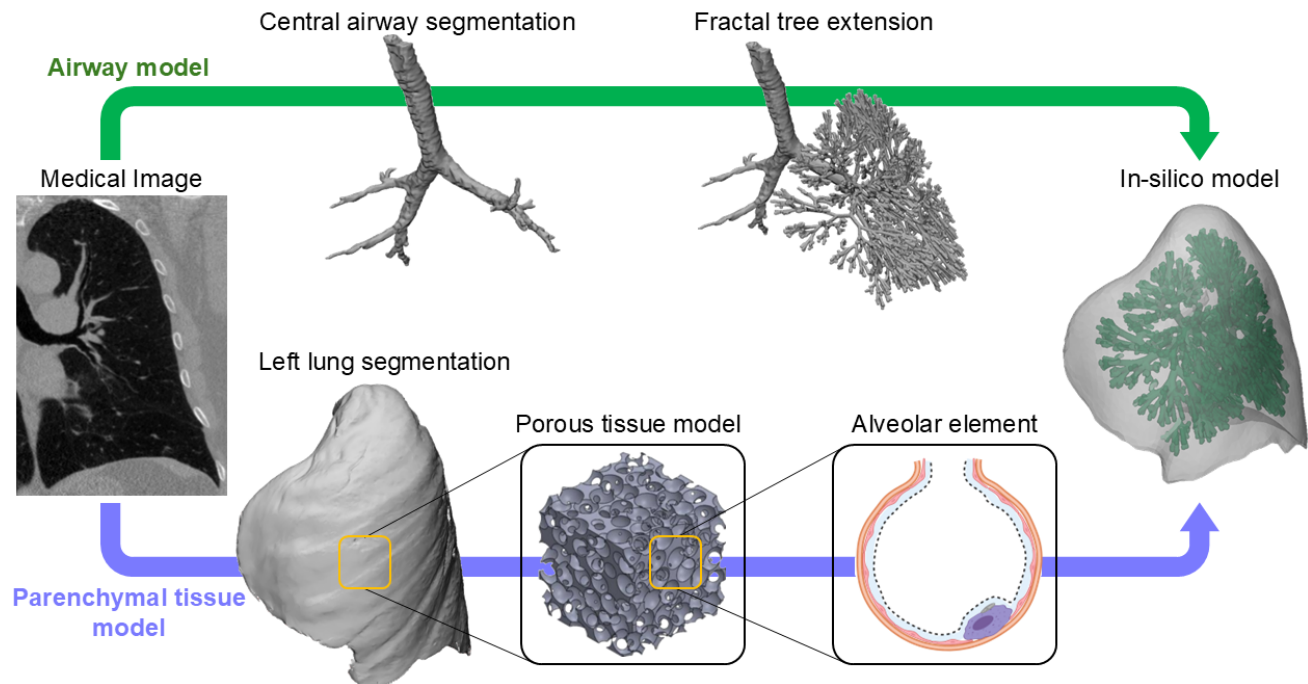 Central airway segmentation
Fractal tree extension
Airway model
Medical Image
In-silico model
Left lung segmentation
Porous tissue model
Alveolar element
Parenchymal tissue
model